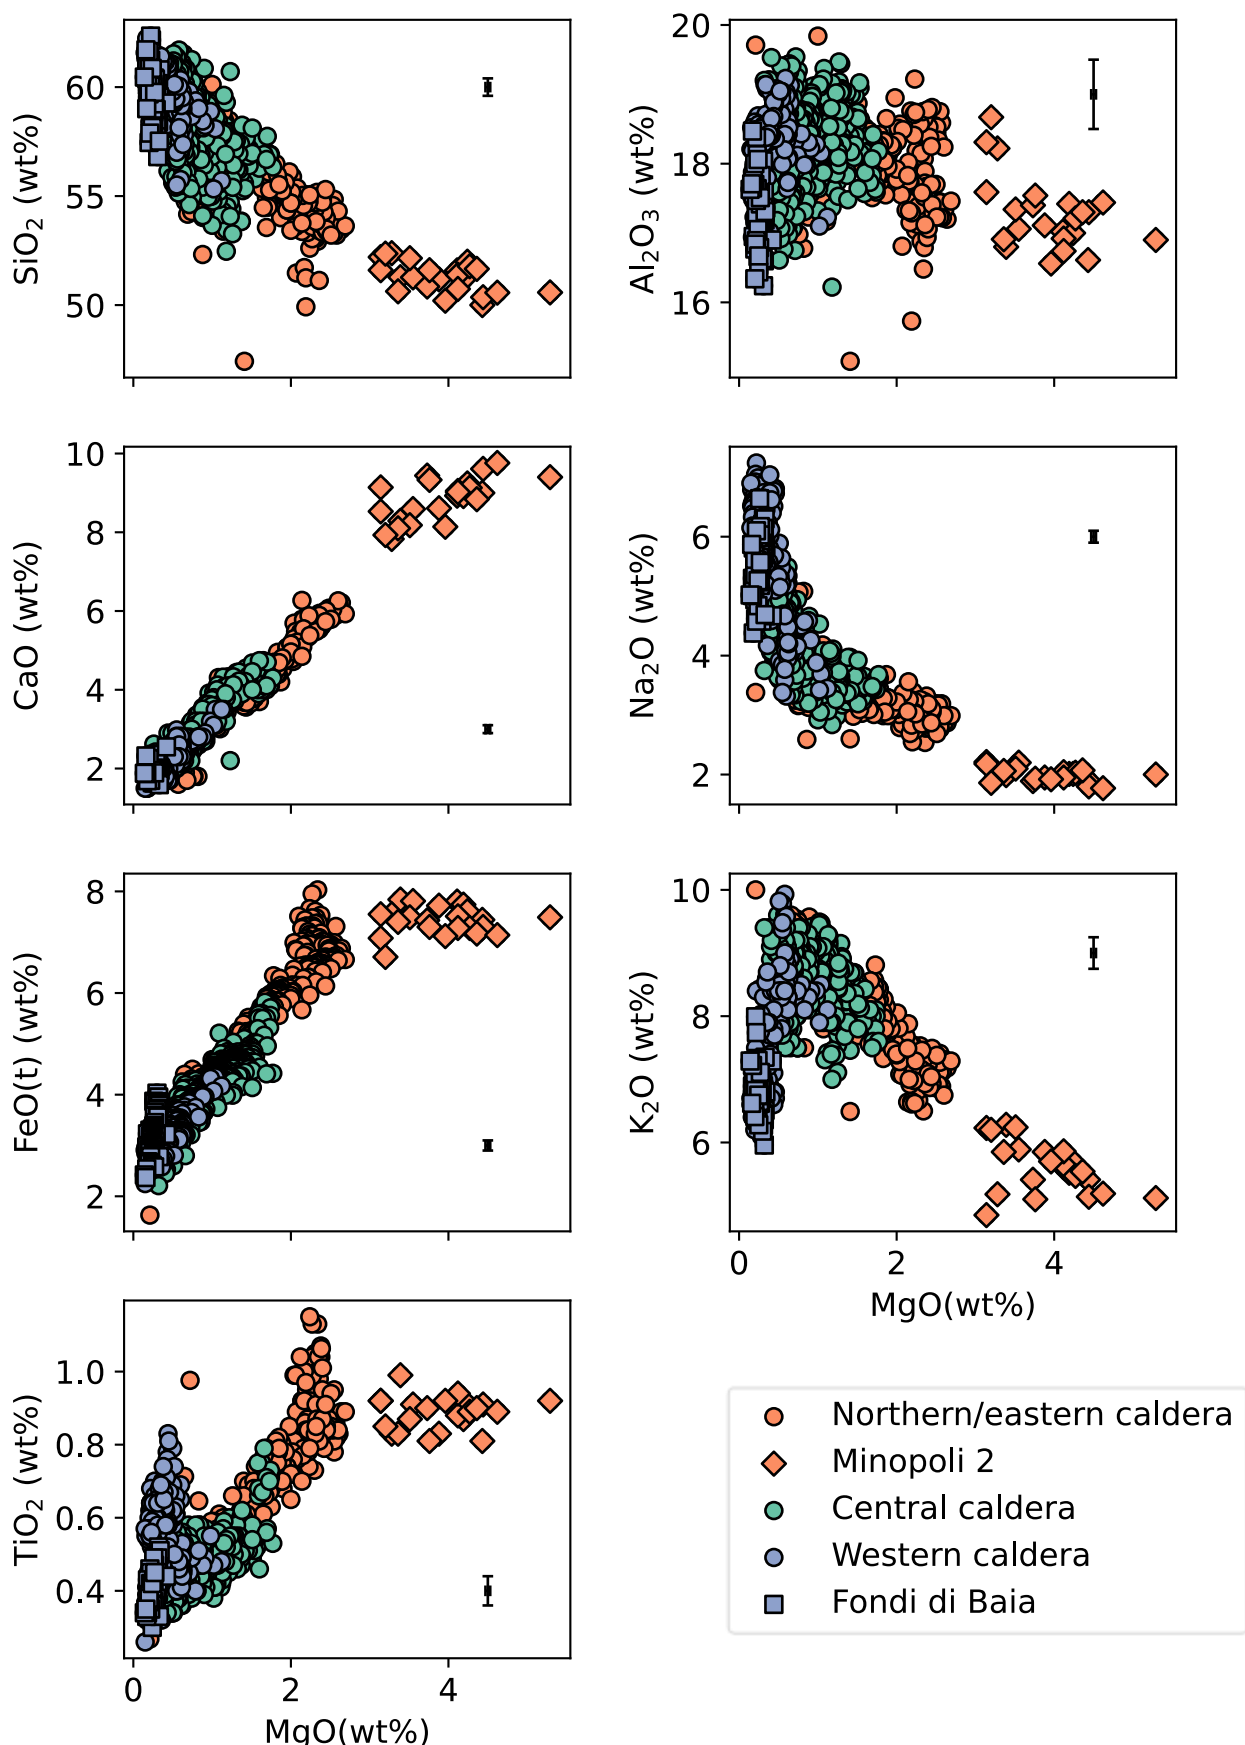 SiO₂ (wt%)
60
55
50
Al₂O₃ (wt%)
20
18
16
CaO (wt%)
10
8
6
4
2
Na₂O (wt%)
6
4
2
FeO(t) (wt%)
8
6
4
2
K₂O (wt%)
10
8
6
0 2 4
MgO(wt%)
TiO₂ (wt%)
1.0
0.8
0.6
0.4
0 2 4
MgO(wt%)
Northern/eastern caldera
Minopoli 2
Central caldera
Western caldera
Fondi di Baia